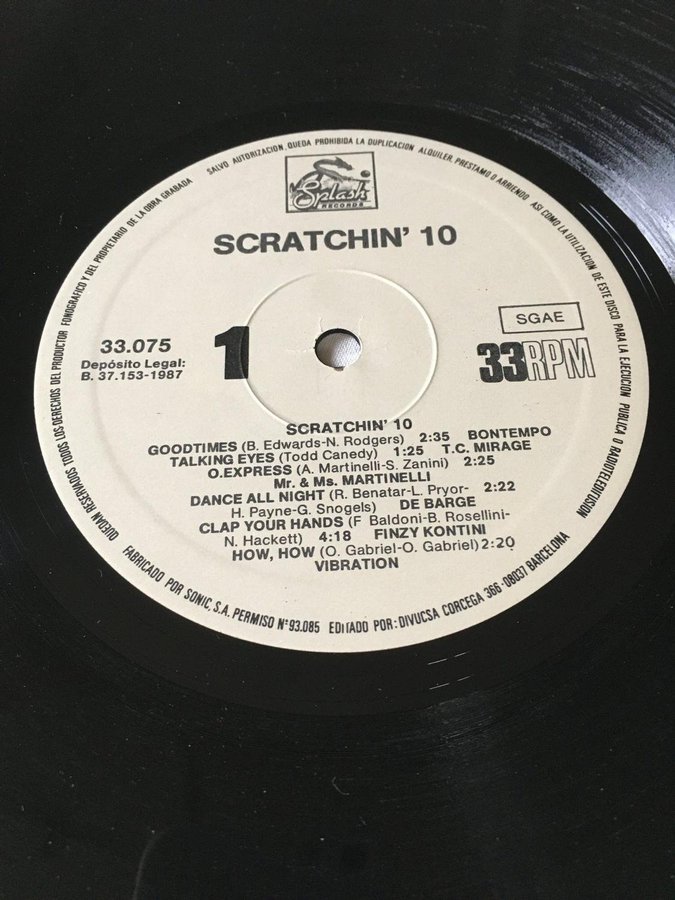 SALVO AUTORIZACION, QUEDA PROHIBIDA LA DUPLICACION ALQUILER, PRESTAMO O ARRIENDO ASI COMO LA UTILIZACION DE ESTE DISCO PARA LA EJECUCION PUBLICA O RADIOTELEDIFUSION
QUEDAN RESERVADOS TODOS LOS DERECHOS DEL PRODUCTOR FONOGRAFICO Y DEL PROPRIETARIO DE LA OBRA GRABADA
Splash
RECORDS
SCRATCHIN' 10
33.075
Depósito Legal:
B. 37.153-1987
1
SGAE
33RPM
SCRATCHIN' 10
GOODTIMES (B. Edwards-N. Rodgers) 2:35 BONTEMPO
TALKING EYES (Todd Canedy) 1:25 T.C. MIRAGE
O.EXPRESS (A. Martinelli-S. Zanini) 2:25
Mr. & Ms. MARTINELLI
DANCE ALL NIGHT (R. Benatar-L. Pryor- 2:22
H. Payne-G. Snogels) DE BARGE
CLAP YOUR HANDS (F Baldoni-B. Rosellini-
N. Hackett) 4:18 FINZY KONTINI
HOW, HOW (O. Gabriel-O. Gabriel) 2:20
VIBRATION
FABRICADO POR SONIC, S.A. PERMISO Nº 93.085 EDITADO POR: DIVUCSA CORCEGA 366 - 08037 BARCELONA